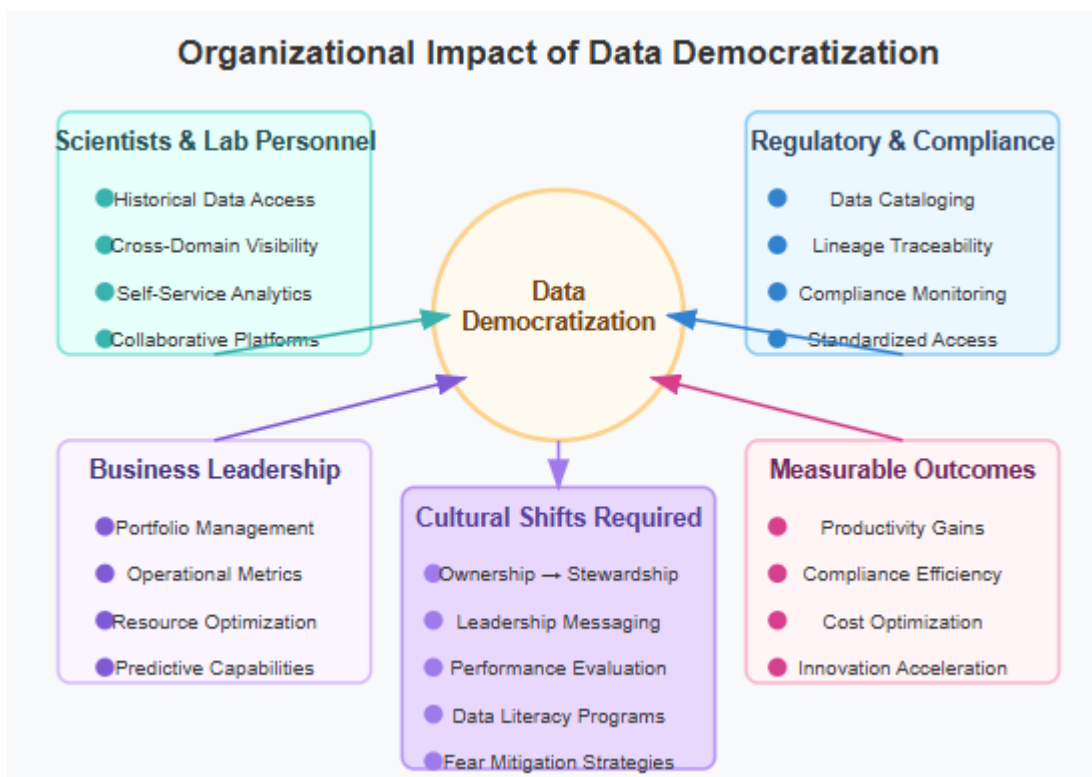 Organizational Impact of Data Democratization
Scientists & Lab Personnel
Historical Data Access
Cross-Domain Visibility
Self-Service Analytics
Collaborative Platforms
Regulatory & Compliance
Data Cataloging
Lineage Traceability
Compliance Monitoring
Standardized Access
Data
Democratization
Business Leadership
Portfolio Management
Operational Metrics
Resource Optimization
Predictive Capabilities
Cultural Shifts Required
Ownership → Stewardship
Leadership Messaging
Performance Evaluation
Data Literacy Programs
Fear Mitigation Strategies
Measurable Outcomes
Productivity Gains
Compliance Efficiency
Cost Optimization
Innovation Acceleration